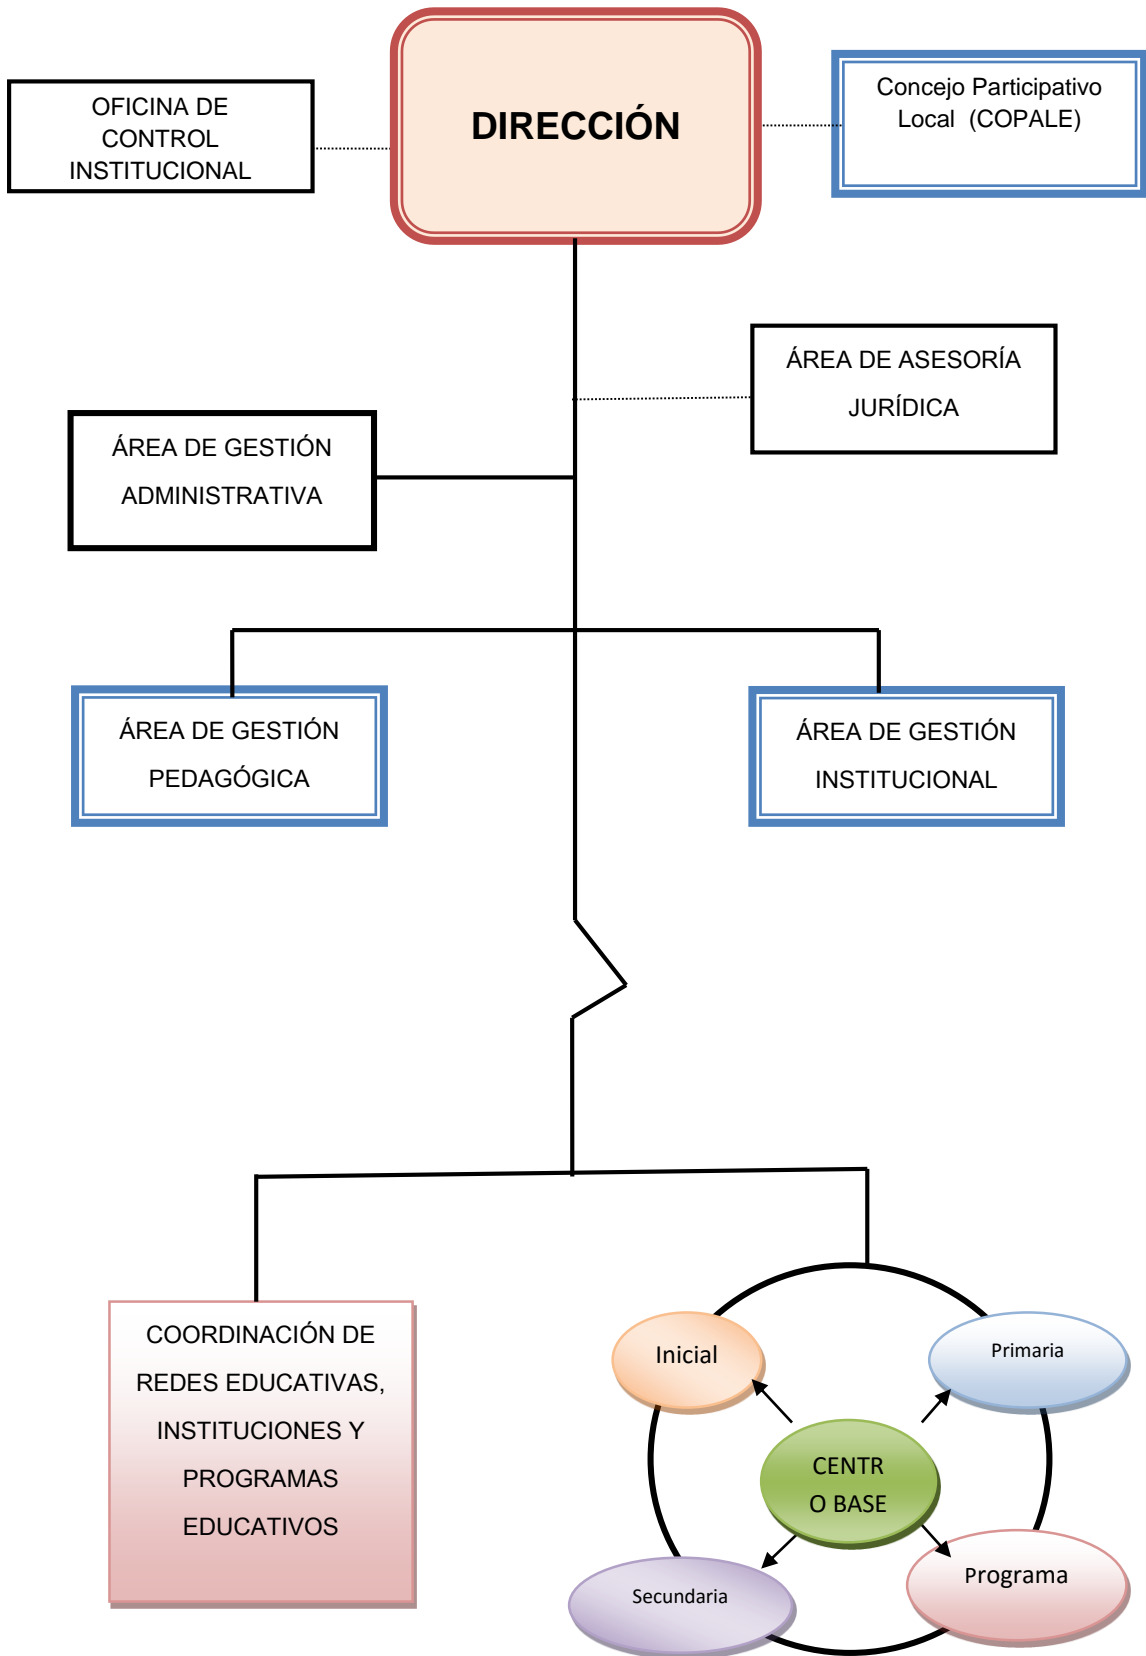 OFICINA DE
CONTROL
INSTITUCIONAL
DIRECCIÓN
Concejo Participativo
Local (COPALE)
ÁREA DE ASESORÍA
JURÍDICA
ÁREA DE GESTIÓN
ADMINISTRATIVA
ÁREA DE GESTIÓN
PEDAGÓGICA
ÁREA DE GESTIÓN
INSTITUCIONAL
COORDINACIÓN DE
REDES EDUCATIVAS,
INSTITUCIONES Y
PROGRAMAS
EDUCATIVOS
Inicial
Primaria
CENTR
O BASE
Secundaria
Programa